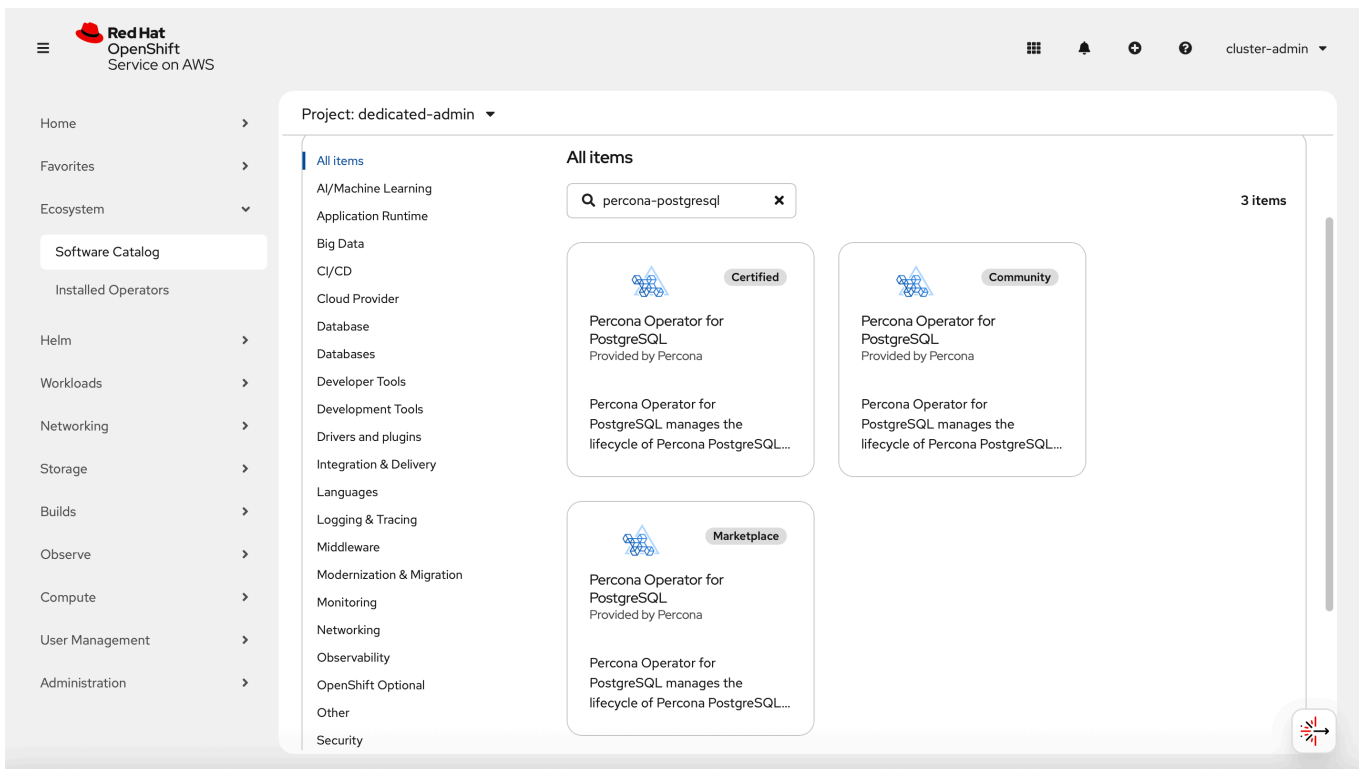 Red Hat
OpenShift
Service on AWS
cluster-admin
Home
Favorites
Ecosystem
Software Catalog
Installed Operators
Helm
Workloads
Networking
Storage
Builds
Observe
Compute
User Management
Administration
Project: dedicated-admin
All items
AI/Machine Learning
Application Runtime
Big Data
CI/CD
Cloud Provider
Database
Databases
Developer Tools
Development Tools
Drivers and plugins
Integration & Delivery
Languages
Logging & Tracing
Middleware
Modernization & Migration
Monitoring
Networking
Observability
OpenShift Optional
Other
Security
All items
percona-postgresql
3 items
Certified
Percona Operator for
PostgreSQL
Provided by Percona
Percona Operator for
PostgreSQL manages the
lifecycle of Percona PostgreSQL...
Community
Percona Operator for
PostgreSQL
Provided by Percona
Percona Operator for
PostgreSQL manages the
lifecycle of Percona PostgreSQL...
Marketplace
Percona Operator for
PostgreSQL
Provided by Percona
Percona Operator for
PostgreSQL manages the
lifecycle of Percona PostgreSQL...